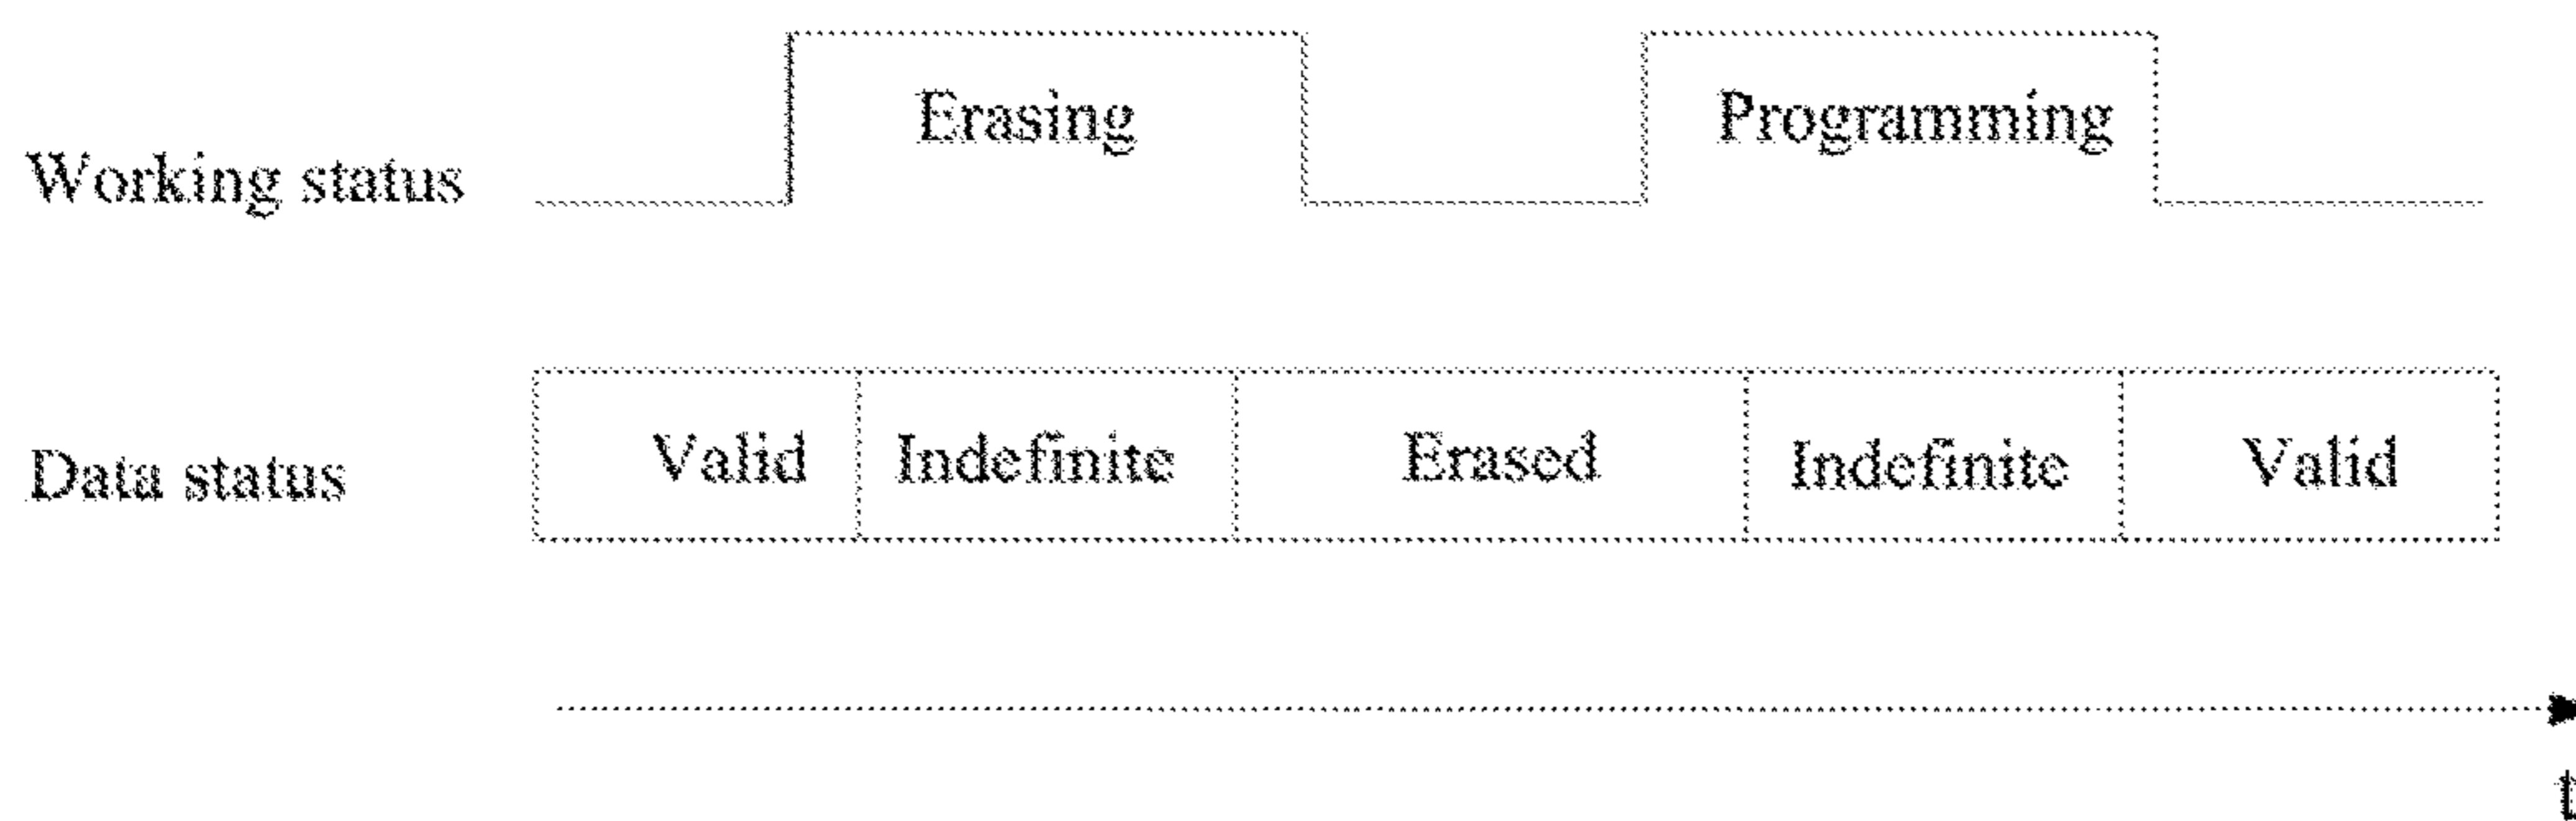 Erasing Programming
Working status
Data status Valid Indefinite Erased Indefinite Valid
t